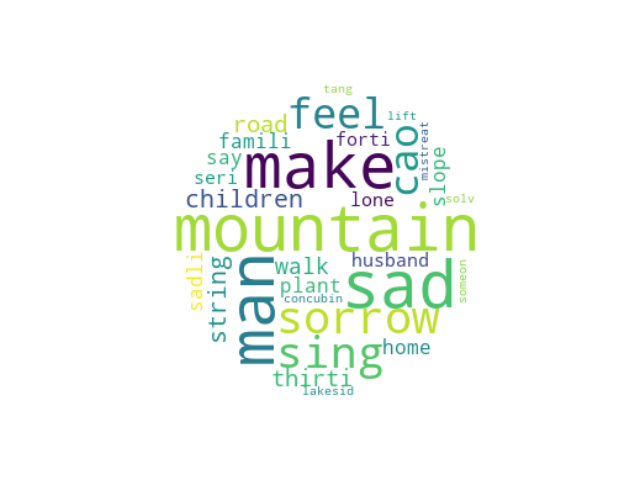 tang
lift
feel
road
forti
famili
cao
mistreat
say
make
slope
seri
solv
children
lone
mountain
man
walk
husband
sadli
string
plant
sad
someon
concubin
sorrow
sing
home
thirti
lakesid